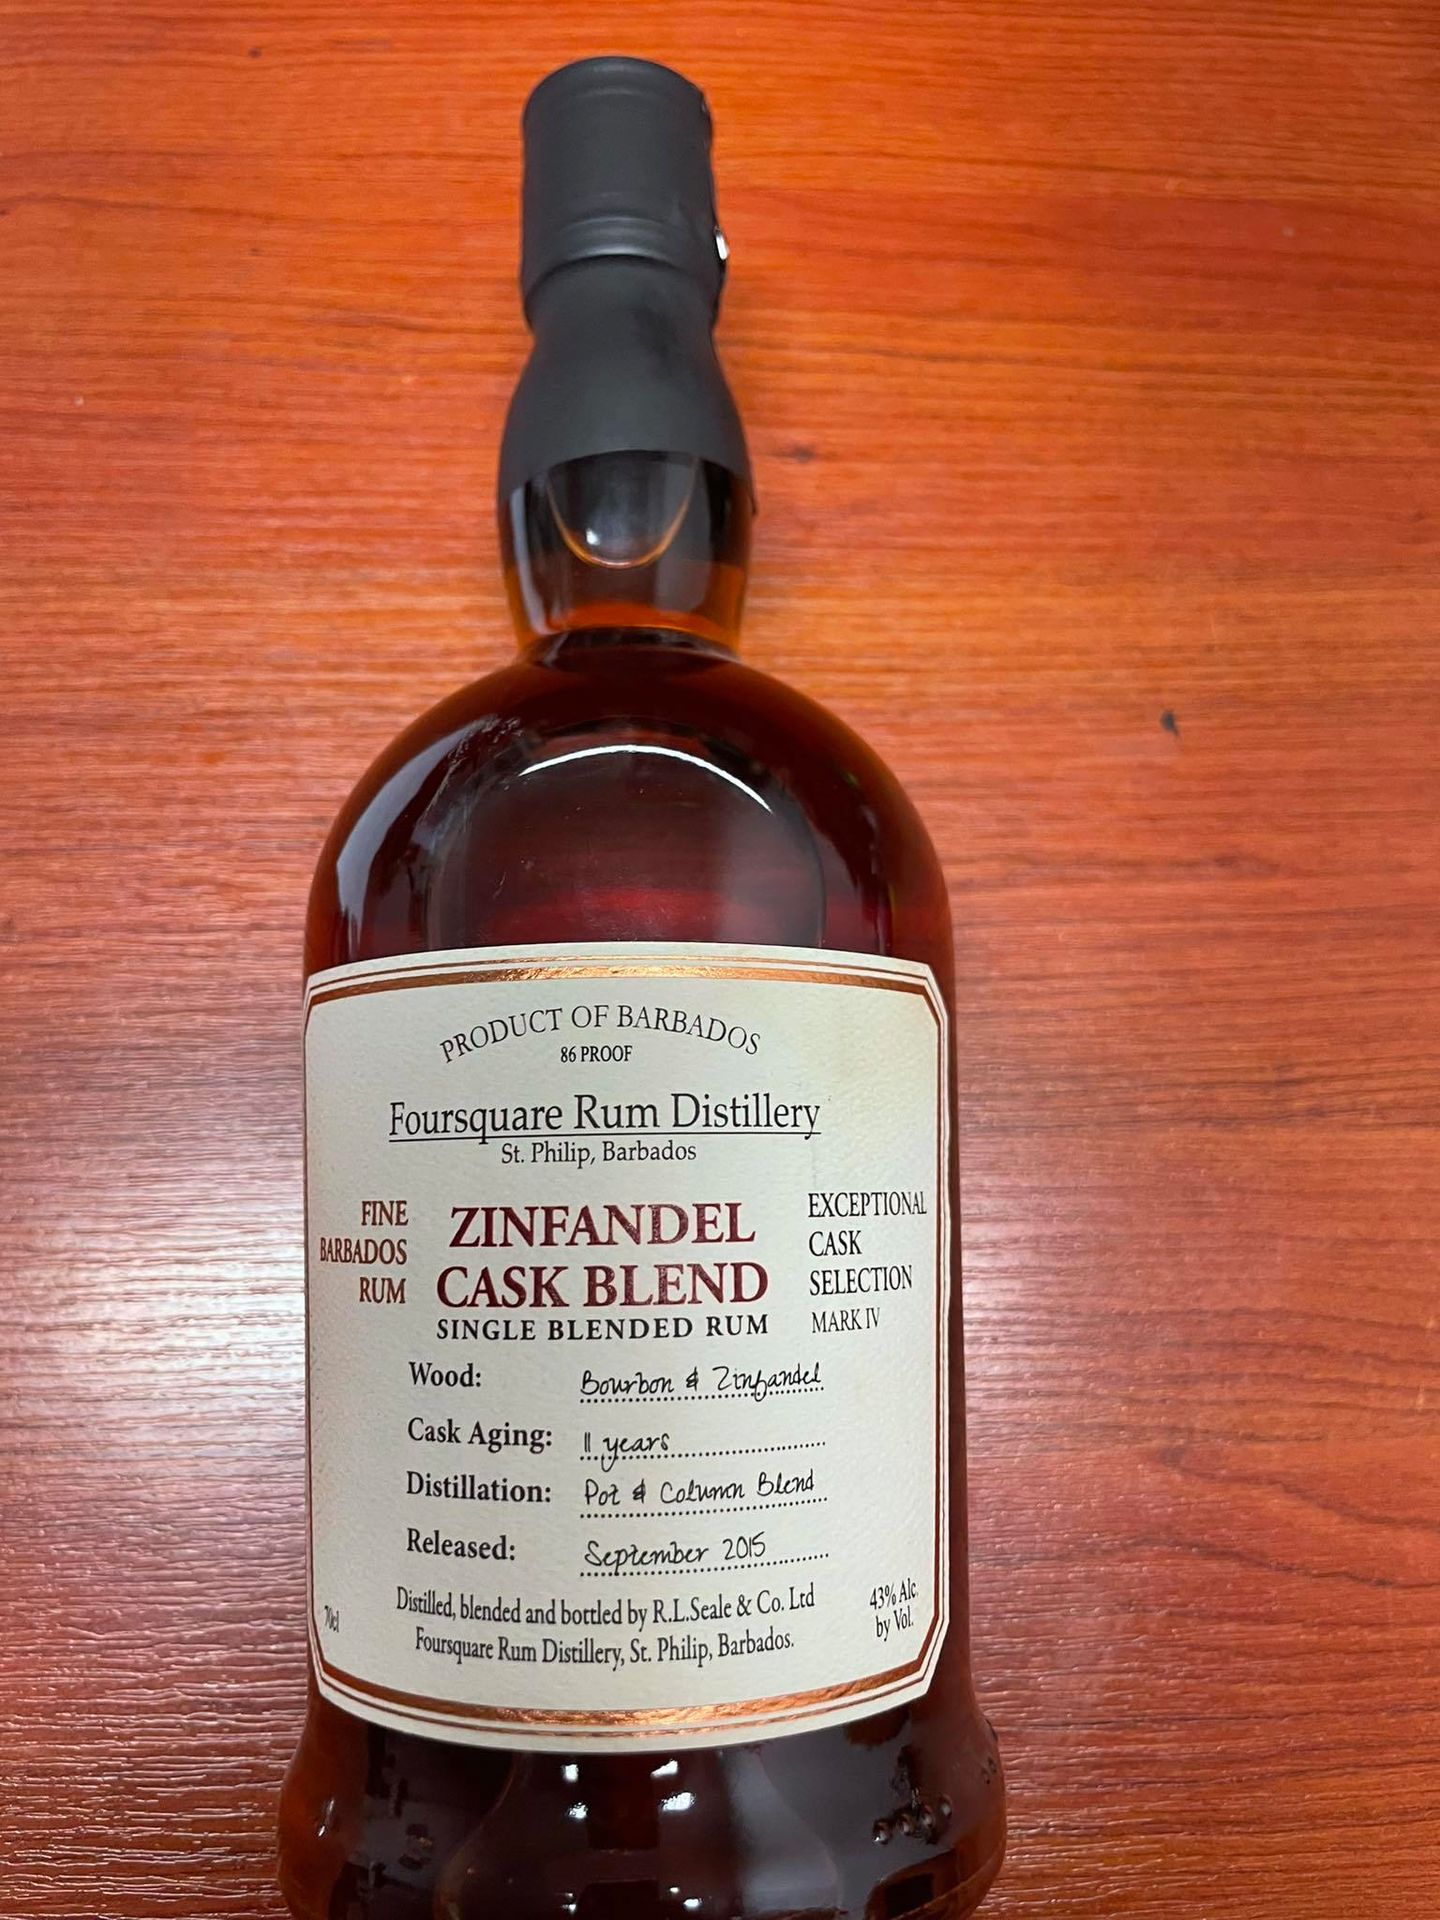 PRODUCT OF BARBADOS
86 PROOF
Foursquare Rum Distillery
St. Philip, Barbados
FINE
BARBADOS
RUM
ZINFANDEL
CASK BLEND
SINGLE BLENDED RUM
EXCEPTIONAL
CASK
SELECTION
MARK IV
Wood: Bourbon & Zinfandel
Cask Aging: 11 years
Distillation: Pot & Column Blend
Released: September 2015
Distilled, blended and bottled by R.L.Seale & Co. Ltd
Foursquare Rum Distillery, St. Philip, Barbados.
70cl
43% Alc.
by Vol.